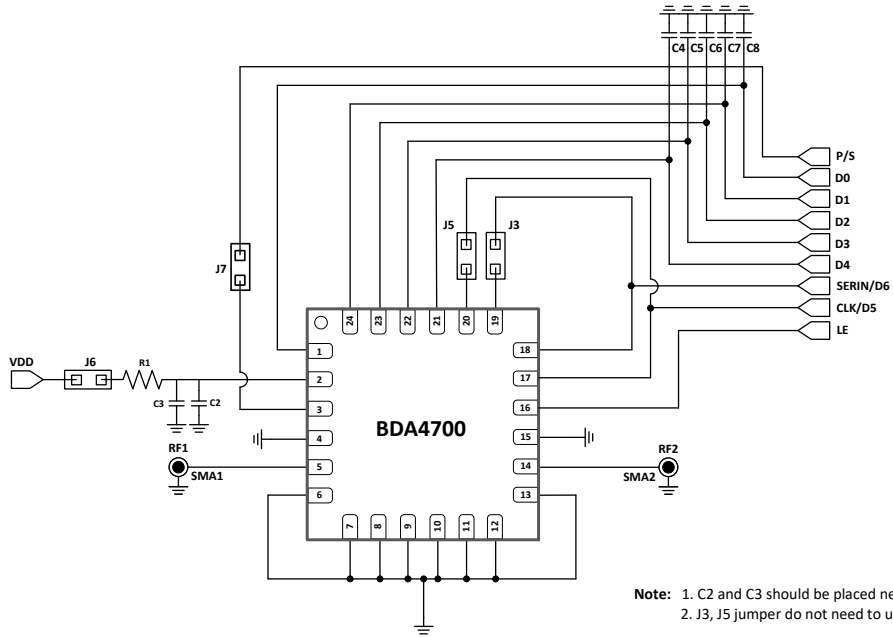 C4 C5 C6 C7 C8
P/S
D0
D1
D2
D3
D4
SERIN/D6
CLK/D5
LE
J5 J3
J7
24 23 22 21 20 19
VDD
J6
R1
C3 C2
1
2
3
4
5
6
BDA4700
18
17
16
15
14
13
RF1
SMA1
RF2
SMA2
7 8 9 10 11 12
Note: 1. C2 and C3 should be placed ne
2. J3, J5 jumper do not need to u